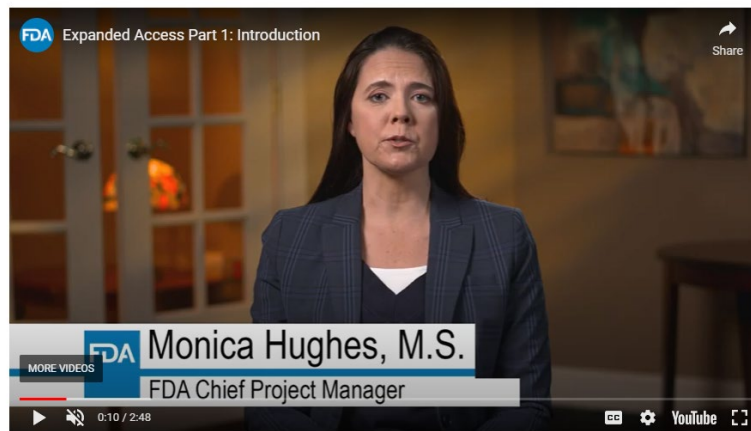 FDA Expanded Access Part 1: Introduction
Share
FDA Monica Hughes, M.S.
MORE VIDEOS
FDA Chief Project Manager
0:10 / 2:48
CC
YouTube